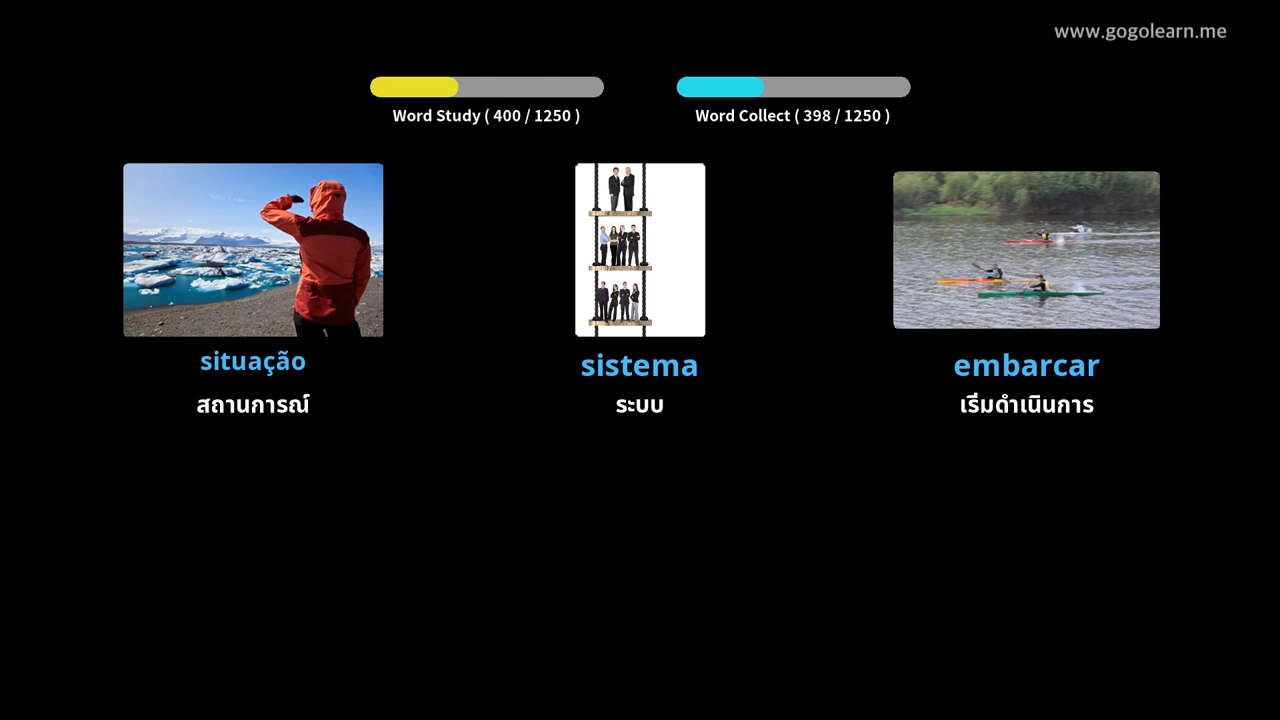 www.gogolearn.me
Word Study ( 400 / 1250 )
Word Collect ( 398 / 1250 )
situação
sistema
embarcar
สถานการณ์
ระบบ
เริ่มดำเนินการ